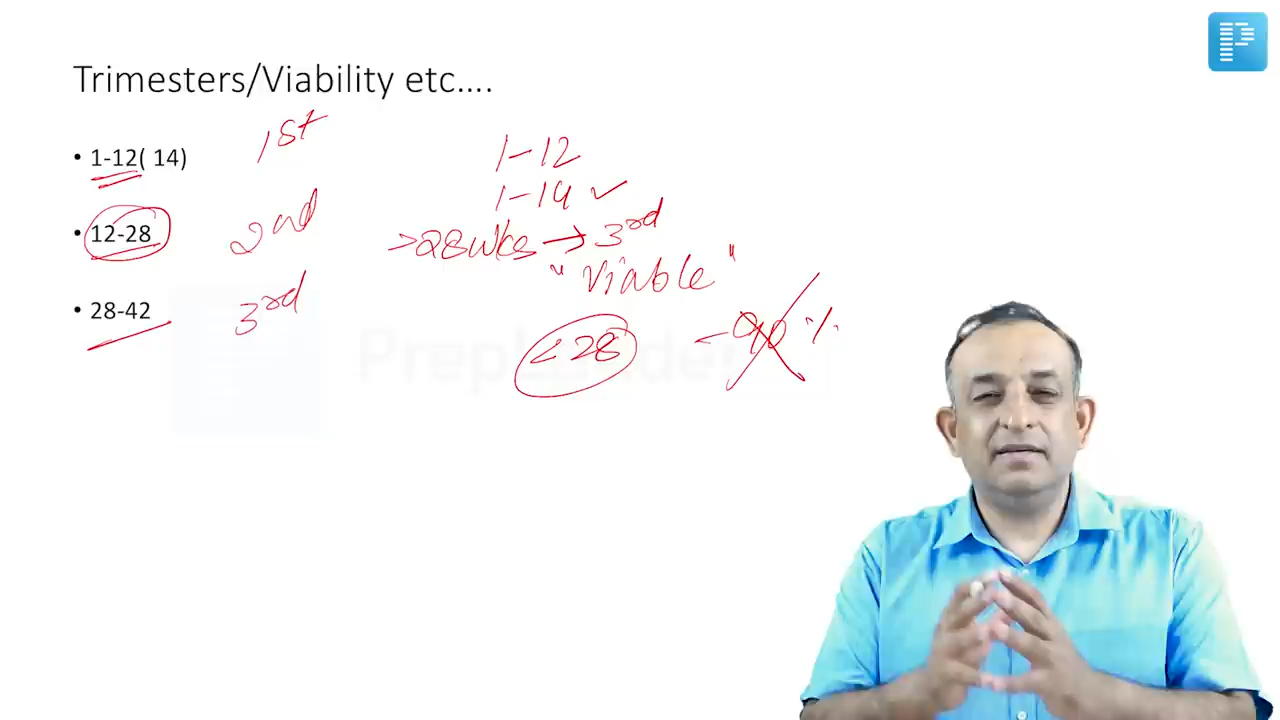 Trimesters/Viability etc....
• 1-12( 14) 1st
• 12-28 2nd
• 28-42 3rd
1-12
1-14 ✓
>28wks → 3rd
"Viable"
<28 -90%